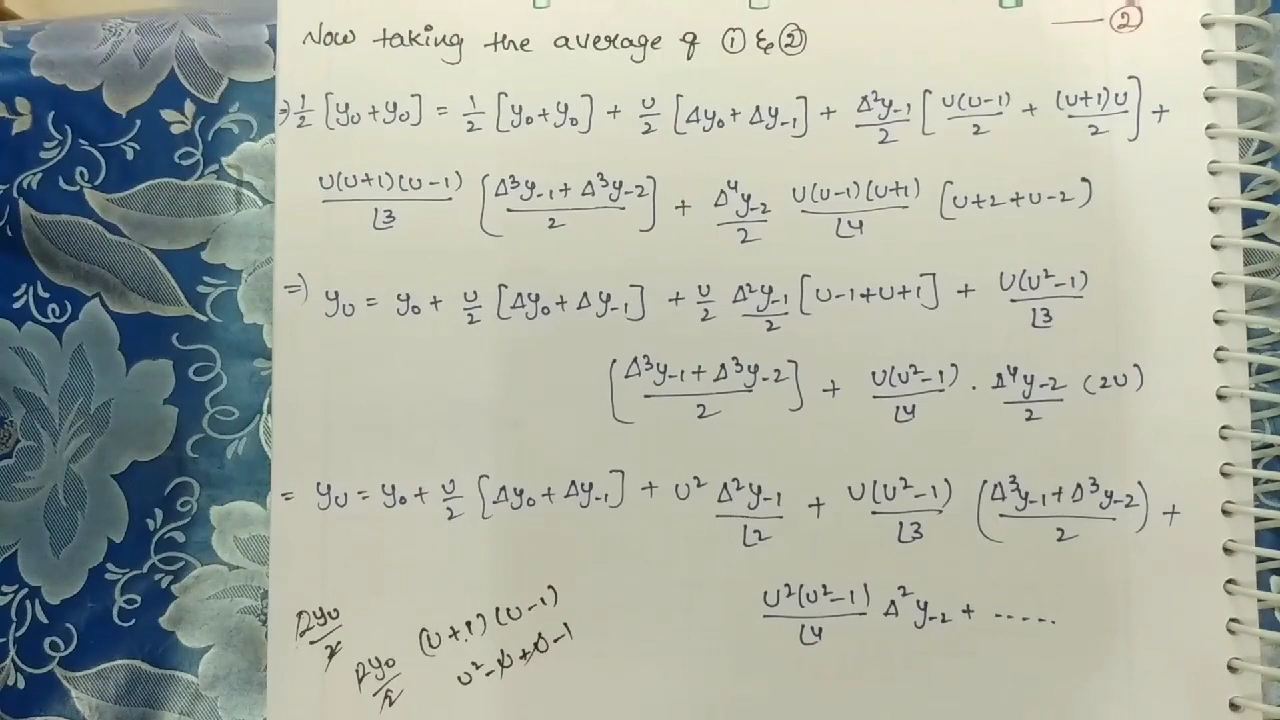 —— ②
Now taking the average of ① & ②
⇒ 1/2 [y₀+y₀] = 1/2 [y₀+y₀] + U/2 [Δy₀+Δy₋₁] + Δ²y₋₁/2 [U(U-1)/2 + (U+1)U/2] +
U(U+1)(U-1)/⌊3 [Δ³y₋₁+Δ³y₋2/2] + Δ⁴y₋2/2 U(U-1)(U+1)/⌊4 [U+2+U-2]
⇒) yᵤ = y₀ + U/2 [Δy₀+Δy₋₁] + U/2 Δ²y₋₁/2 [U-1+U+1] + U(U²-1)/⌊3
[Δ³y₋₁+Δ³y₋2/2] + U(U²-1)/⌊4 . Δ⁴y₋2/2 (2U)
= yᵤ = y₀ + U/2 [Δy₀+Δy₋₁] + U² Δ²y₋₁/⌊2 + U(U²-1)/⌊3 (Δ³y₋₁+Δ³y₋2/2) +
U²(U²-1)/⌊4 Δ²y₋2 + -----
2yᵤ/2
2y₀/2
(U+1)(U-1)
U²-U+U-1